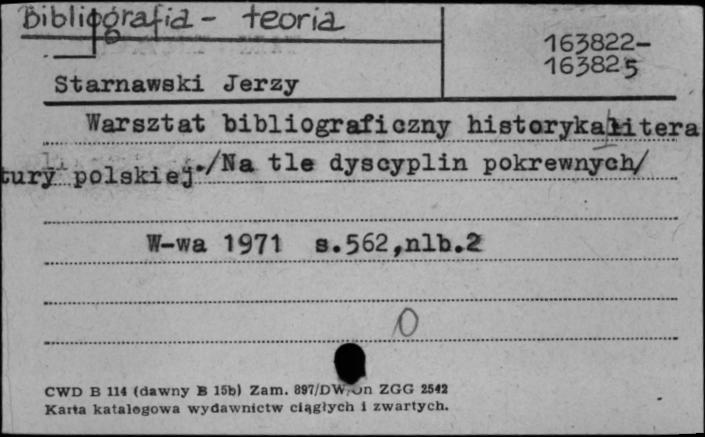 Bibliografia - teoria
163822-
163825
Starnawski Jerzy
Warsztat bibliograficzny historyka litera
tury polskiej./Na tle dyscyplin pokrewnych/
W-wa 1971 s.562,nlb.2
0
CWD B 114 (dawny B 15b) Zam. 897/DW, ZGG 2542
Karta katalogowa wydawnictw ciągłych i zwartych.